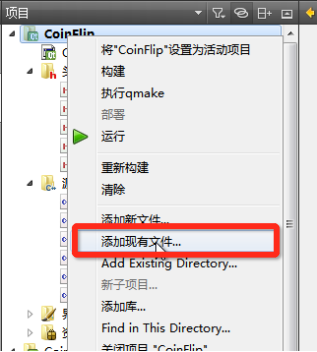 项目
CoinFlip
将"CoinFlip"设置为活动项目
构建
执行qmake
部署
运行
重新构建
清除
添加新文件...
添加现有文件...
Add Existing Directory...
新子项目...
添加库...
Find in This Directory...
关闭项目 "CoinFlip"